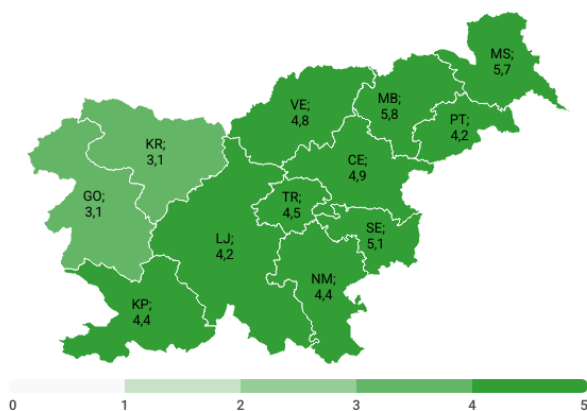 MS;
5,7
MB;
5,8
VE;
4,8
PT;
4,2
KR;
3,1
CE;
4,9
GO;
3,1
TR;
4,5
SE;
5,1
LJ;
4,2
NM;
4,4
KP;
4,4
0 1 2 3 4 5